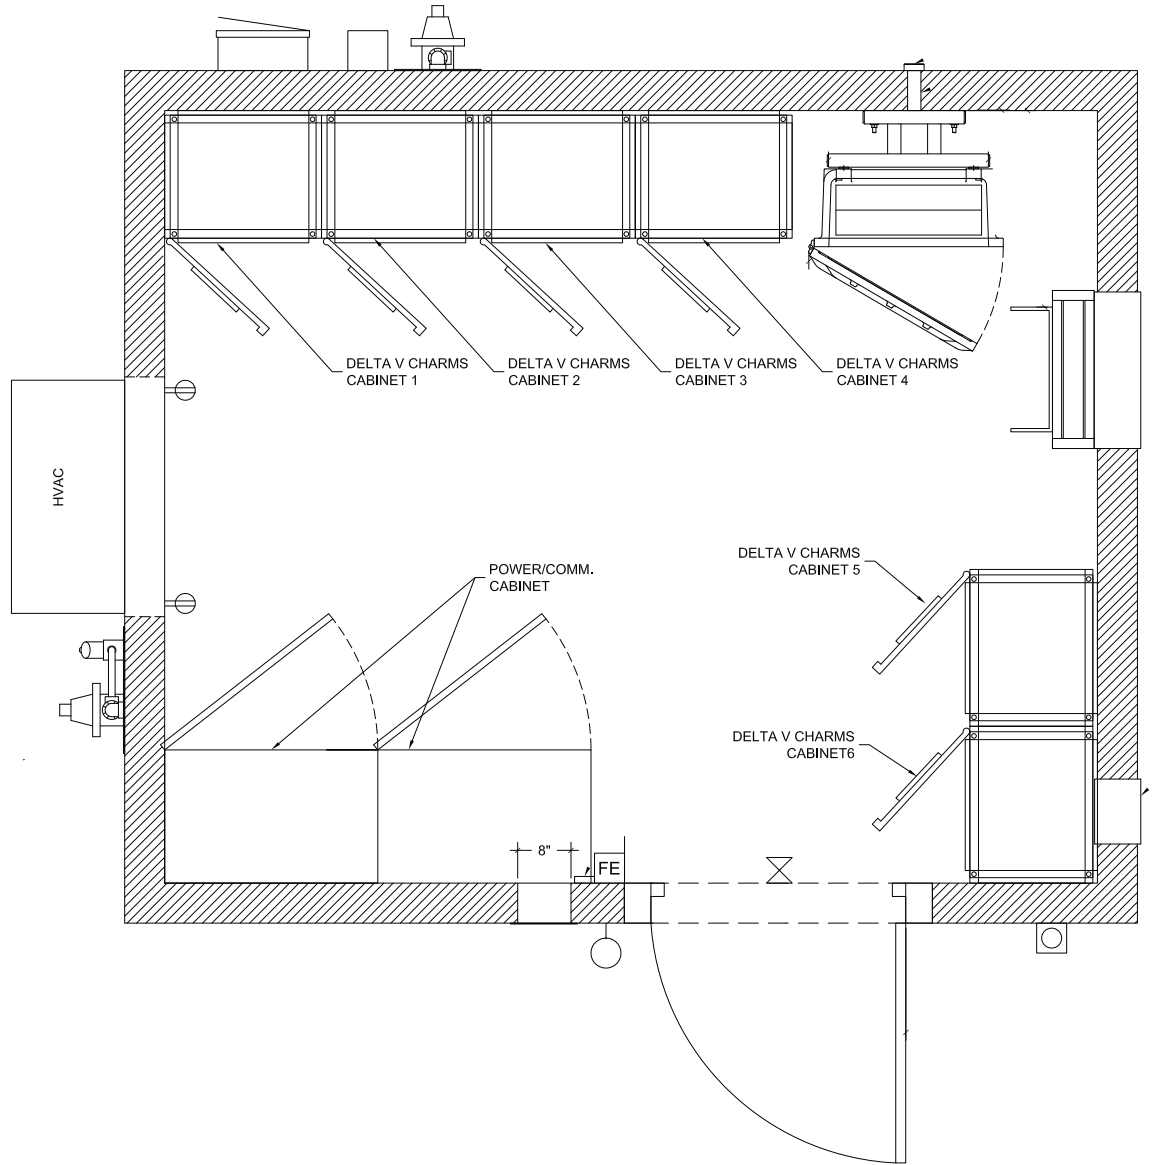 DELTA V CHARMS
CABINET 1
DELTA V CHARMS
CABINET 2
DELTA V CHARMS
CABINET 3
DELTA V CHARMS
CABINET 4
HVAC
POWER/COMM.
CABINET
DELTA V CHARMS
CABINET 5
DELTA V CHARMS
CABINET6
8"
FE